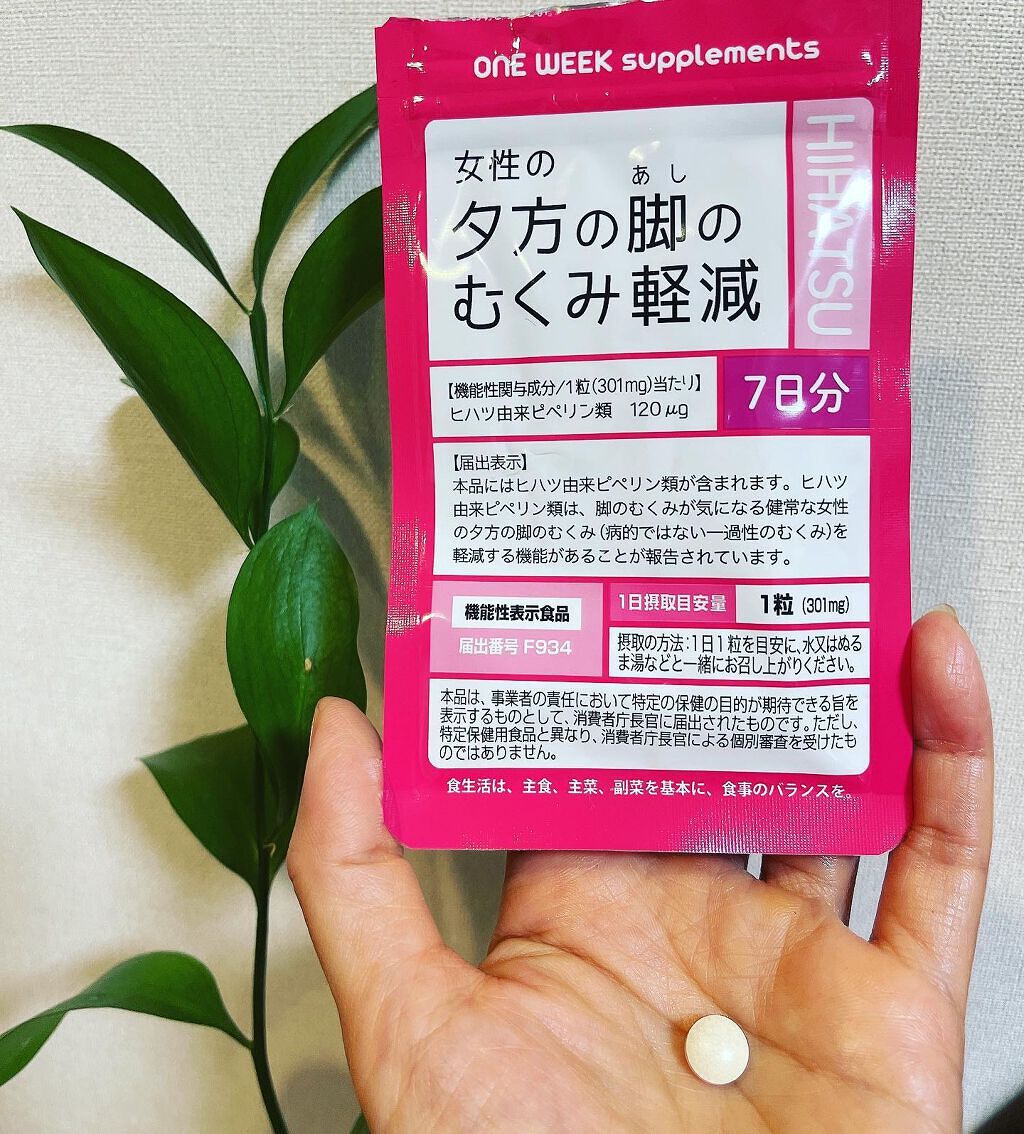 ONE WEEK supplements
女性の
あし
夕方の脚の
むくみ軽減
HIHATSU
【機能性関与成分/1粒(301mg)当たり】
ヒハツ由来ピペリン類 120μg
7日分
【届出表示】
本品にはヒハツ由来ピペリン類が含まれます。ヒハツ
由来ピペリン類は、脚のむくみが気になる健常な女性
の夕方の脚のむくみ(病的ではない一過性のむくみ)を
軽減する機能があることが報告されています。
機能性表示食品
届出番号 F934
1日摂取目安量 1粒 (301mg)
摂取の方法:1日1粒を目安に、水又はぬる
ま湯などと一緒にお召し上がりください。
本品は、事業者の責任において特定の保健の目的が期待できる旨を
表示するものとして、消費者庁長官に届出されたものです。ただし、
特定保健用食品と異なり、消費者庁長官による個別審査を受けたも
のではありません。
食生活は、主食、主菜、副菜を基本に、食事のバランスを。